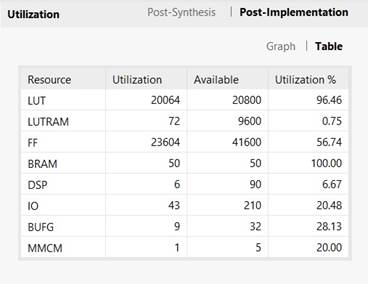 Utilization Post-Synthesis | Post-Implementation
Graph | Table
Resource Utilization Available Utilization %
LUT 20064 20800 96.46
LUTRAM 72 9600 0.75
FF 23604 41600 56.74
BRAM 50 50 100.00
DSP 6 90 6.67
IO 43 210 20.48
BUFG 9 32 28.13
MMCM 1 5 20.00